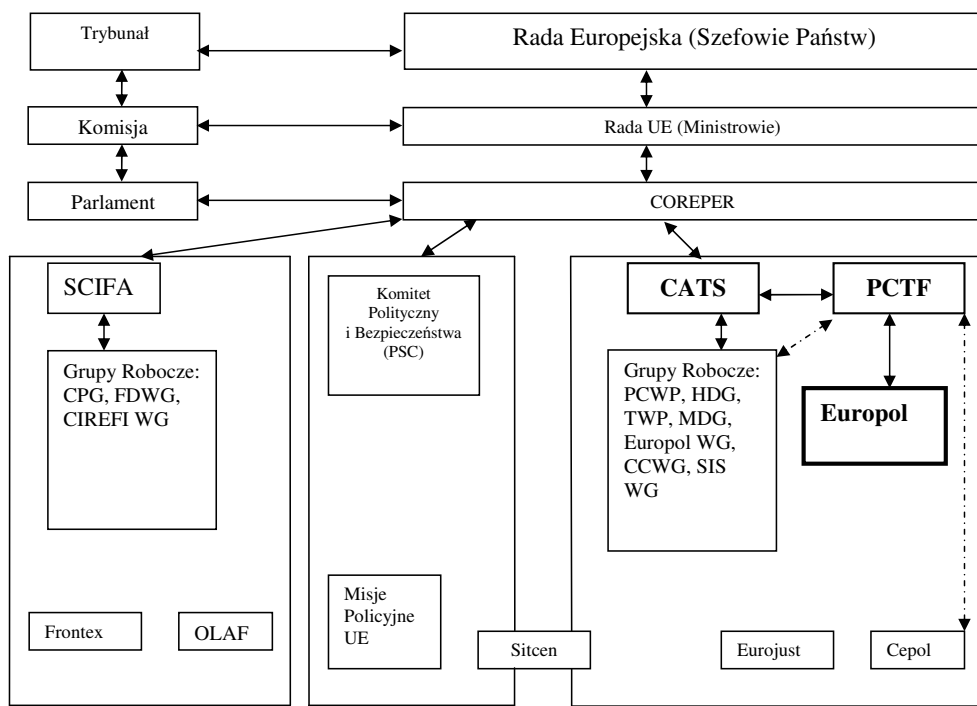 Trybunał
Rada Europejska (Szefowie Państw)
Komisja
Rada UE (Ministrowie)
Parlament
COREPER
SCIFA
Grupy Robocze:
CPG, FDWG,
CIREFI WG
Frontex
OLAF
Komitet
Polityczny
i Bezpieczeństwa
(PSC)
Misje
Policyjne
UE
Sitcen
CATS
PCTF
Grupy Robocze:
PCWP, HDG,
TWP, MDG,
Europol WG,
CCWG, SIS
WG
Europol
Eurojust
Cepol